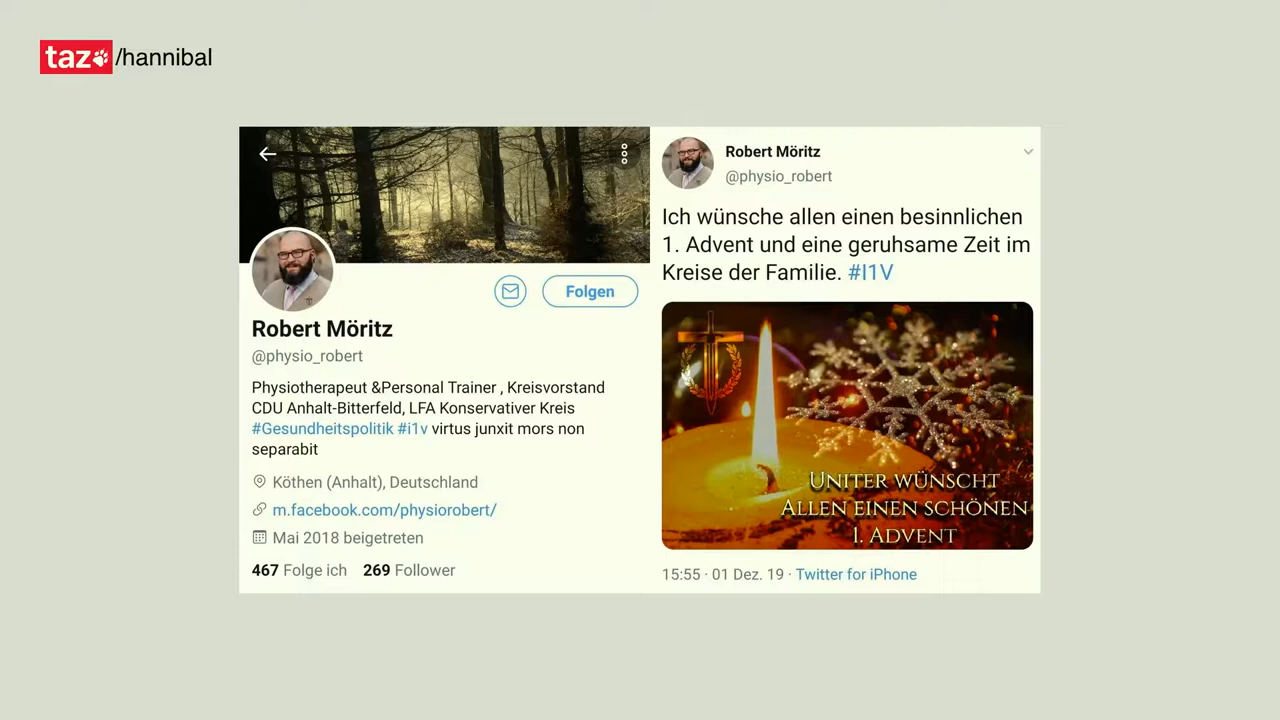 taz/hannibal
Robert Möritz
@physio_robert
Folgen
Physiotherapeut &Personal Trainer , Kreisvorstand
CDU Anhalt-Bitterfeld, LFA Konservativer Kreis
#Gesundheitspolitik #i1v virtus junxit mors non
separabit
Köthen (Anhalt), Deutschland
m.facebook.com/physiorobert/
Mai 2018 beigetreten
467 Folge ich 269 Follower
Robert Möritz
@physio_robert
Ich wünsche allen einen besinnlichen
1. Advent und eine geruhsame Zeit im
Kreise der Familie. #I1V
Uniter wünscht
allen einen schönen
1. Advent
15:55 · 01 Dez. 19 · Twitter for iPhone